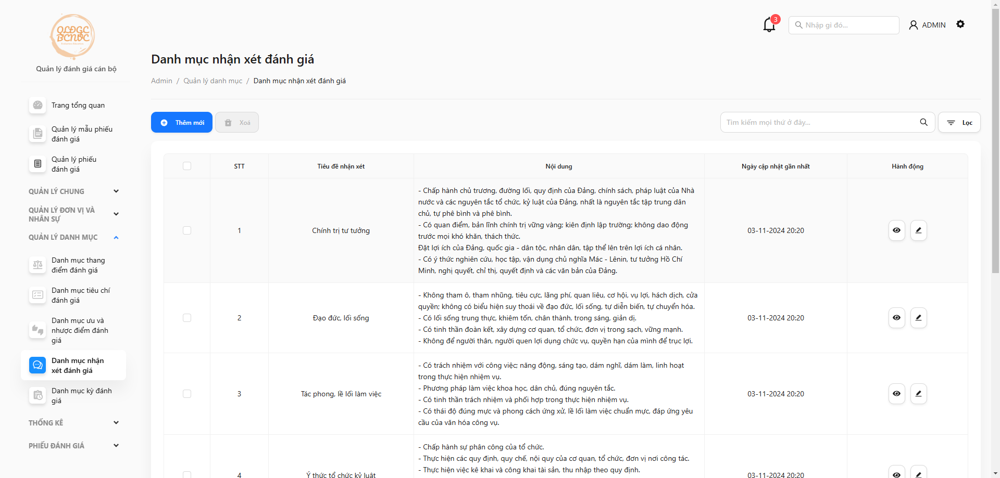 QLĐGC
BCNVC
Quản lý đánh giá cán bộ
Trang tổng quan
Quản lý mẫu phiếu
đánh giá
Quản lý phiếu
đánh giá
QUẢN LÝ CHUNG
QUẢN LÝ ĐƠN VỊ VÀ
NHÂN SỰ
QUẢN LÝ DANH MỤC
Danh mục thang
điểm đánh giá
Danh mục tiêu chí
đánh giá
Danh mục ưu và
nhược điểm đánh
giá
Danh mục nhận
xét đánh giá
Danh mục kỳ đánh
giá
THỐNG KÊ
PHIẾU ĐÁNH GIÁ
3
Nhập gì đó...
ADMIN
Danh mục nhận xét đánh giá
Admin / Quản lý danh mục / Danh mục nhận xét đánh giá
Thêm mới
Xoá
Tìm kiếm mọi thứ ở đây...
Lọc
STT
Tiêu đề nhận xét
Nội dung
Ngày cập nhật gần nhất
Hành động
1
Chính trị tư tưởng
- Chấp hành chủ trương, đường lối, quy định của Đảng, chính sách, pháp luật của Nhà
nước và các nguyên tắc tổ chức, kỷ luật của Đảng, nhất là nguyên tắc tập trung dân
chủ, tự phê bình và phê bình.
- Có quan điểm, bản lĩnh chính trị vững vàng; kiên định lập trường; không dao động
trước mọi khó khăn, thách thức.
Đặt lợi ích của Đảng, quốc gia - dân tộc, nhân dân, tập thể lên trên lợi ích cá nhân.
- Có ý thức nghiên cứu, học tập, vận dụng chủ nghĩa Mác - Lênin, tư tưởng Hồ Chí
Minh, nghị quyết, chỉ thị, quyết định và các văn bản của Đảng.
03-11-2024 20:20
2
Đạo đức, lối sống
- Không tham ô, tham nhũng, tiêu cực, lãng phí, quan liêu, cơ hội, vụ lợi, hách dịch, cửa
quyền; không có biểu hiện suy thoái về đạo đức, lối sống, tự diễn biến, tự chuyển hóa.
- Có lối sống trung thực, khiêm tốn, chân thành, trong sáng, giản dị.
- Có tinh thần đoàn kết, xây dựng cơ quan, tổ chức, đơn vị trong sạch, vững mạnh.
- Không để người thân, người quen lợi dụng chức vụ, quyền hạn của mình để trục lợi.
03-11-2024 20:20
3
Tác phong, lề lối làm việc
- Có trách nhiệm với công việc; năng động, sáng tạo, dám nghĩ, dám làm, linh hoạt
trong thực hiện nhiệm vụ.
- Phương pháp làm việc khoa học, dân chủ, đúng nguyên tắc.
- Có tinh thần trách nhiệm và phối hợp trong thực hiện nhiệm vụ.
- Có thái độ đúng mực và phong cách ứng xử, lề lối làm việc chuẩn mực, đáp ứng yêu
cầu của văn hóa công vụ.
03-11-2024 20:20
4
Ý thức tổ chức kỷ luật
- Chấp hành sự phân công của tổ chức.
- Thực hiện các quy định, quy chế, nội quy của cơ quan, tổ chức, đơn vị nơi công tác.
- Thực hiện việc kê khai và công khai tài sản, thu nhập theo quy định.
03-11-2024 20:20